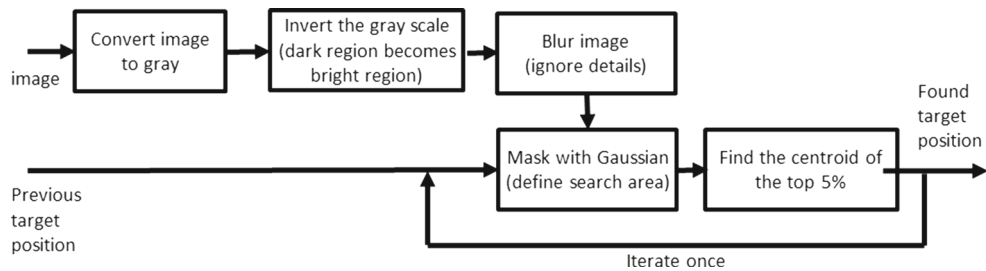 image
Convert image
to gray
Invert the gray scale
(dark region becomes
bright region)
Blur image
(ignore details)
Previous
target
position
Mask with Gaussian
(define search area)
Find the centroid of
the top 5%
Found
target
position
Iterate once